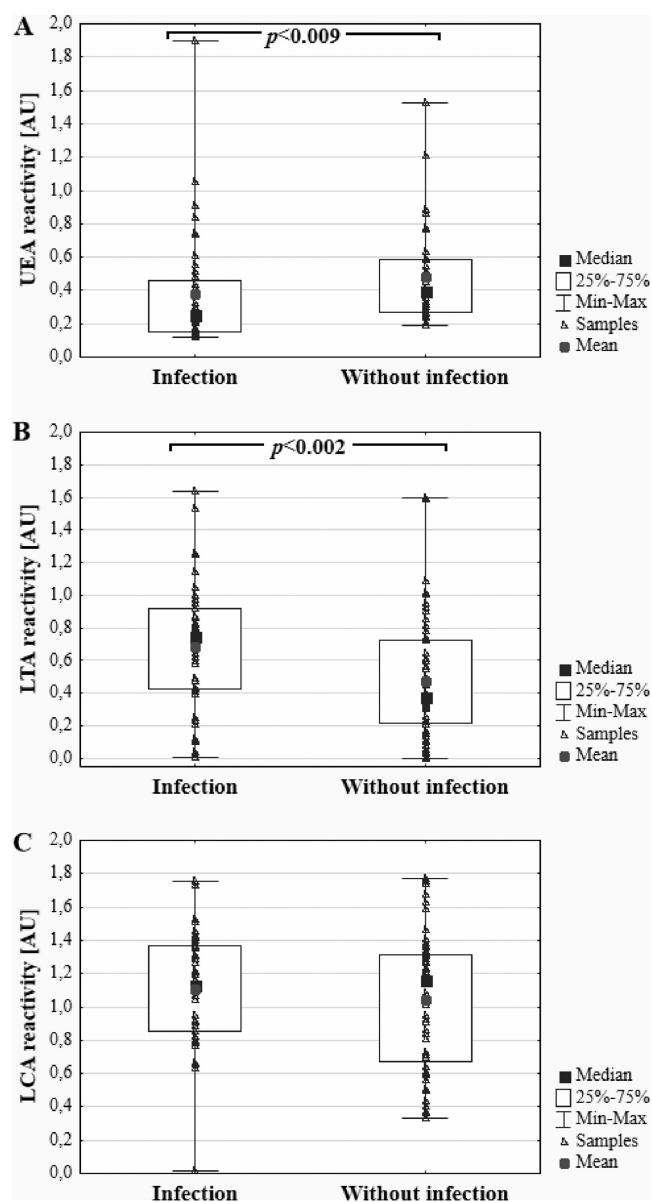 A
p<0.009
UEA reactivity [AU]
2,0
1,8
1,6
1,4
1,2
1,0
0,8
0,6
0,4
0,2
0,0
Infection
Without infection
Median
25%-75%
Min-Max
Samples
Mean
B
p<0.002
LTA reactivity [AU]
2,0
1,8
1,6
1,4
1,2
1,0
0,8
0,6
0,4
0,2
0,0
Infection
Without infection
Median
25%-75%
Min-Max
Samples
Mean
C
LCA reactivity [AU]
2,0
1,8
1,6
1,4
1,2
1,0
0,8
0,6
0,4
0,2
0,0
Infection
Without infection
Median
25%-75%
Min-Max
Samples
Mean